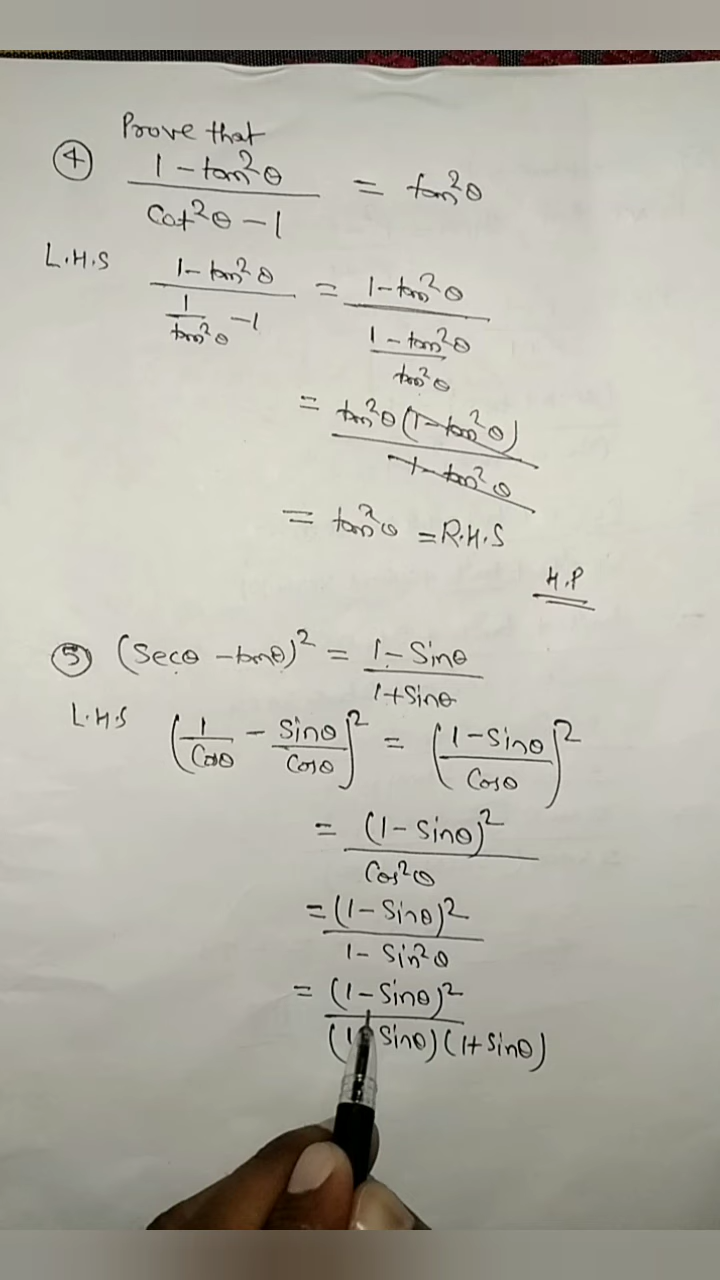 Prove that
④ (1 - tan²θ)/(cot²θ - 1) = tan²θ
L.H.S (1 - tan²θ)/(1/tan²θ - 1) = (1 - tan²θ)/((1 - tan²θ)/tan²θ)
= tan²θ(1 - tan²θ)/(1 - tan²θ)
= tan²θ = R.H.S
H.P
⑤ (Secθ - tanθ)² = (1 - Sinθ)/(1 + Sinθ)
L.H.S (1/Cosθ - Sinθ/Cosθ)² = ((1 - Sinθ)/Cosθ)²
= (1 - Sinθ)²/Cos²θ
= (1 - Sinθ)²/(1 - Sin²θ)
= (1 - Sinθ)²/(1 Sinθ)(1 + Sinθ)